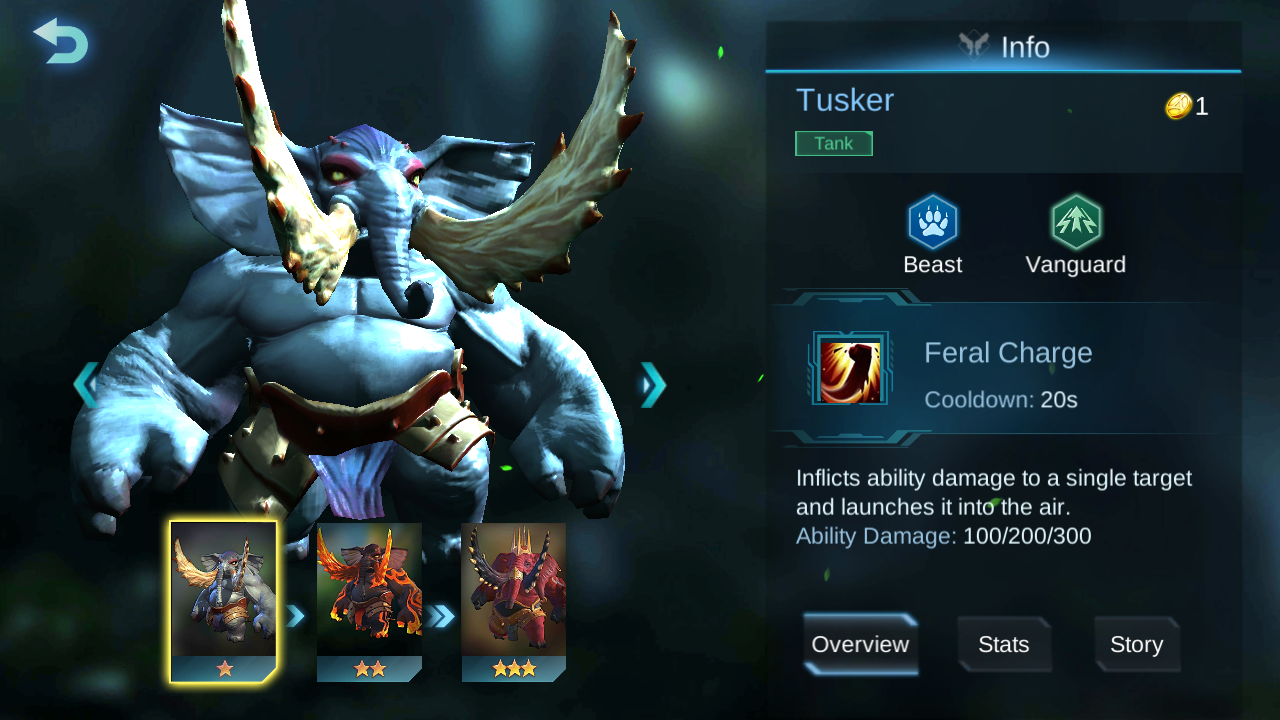 Info
Tusker
1
Tank
Beast
Vanguard
Feral Charge
Cooldown: 20s
Inflicts ability damage to a single target
and launches it into the air.
Ability Damage: 100/200/300
Overview
Stats
Story